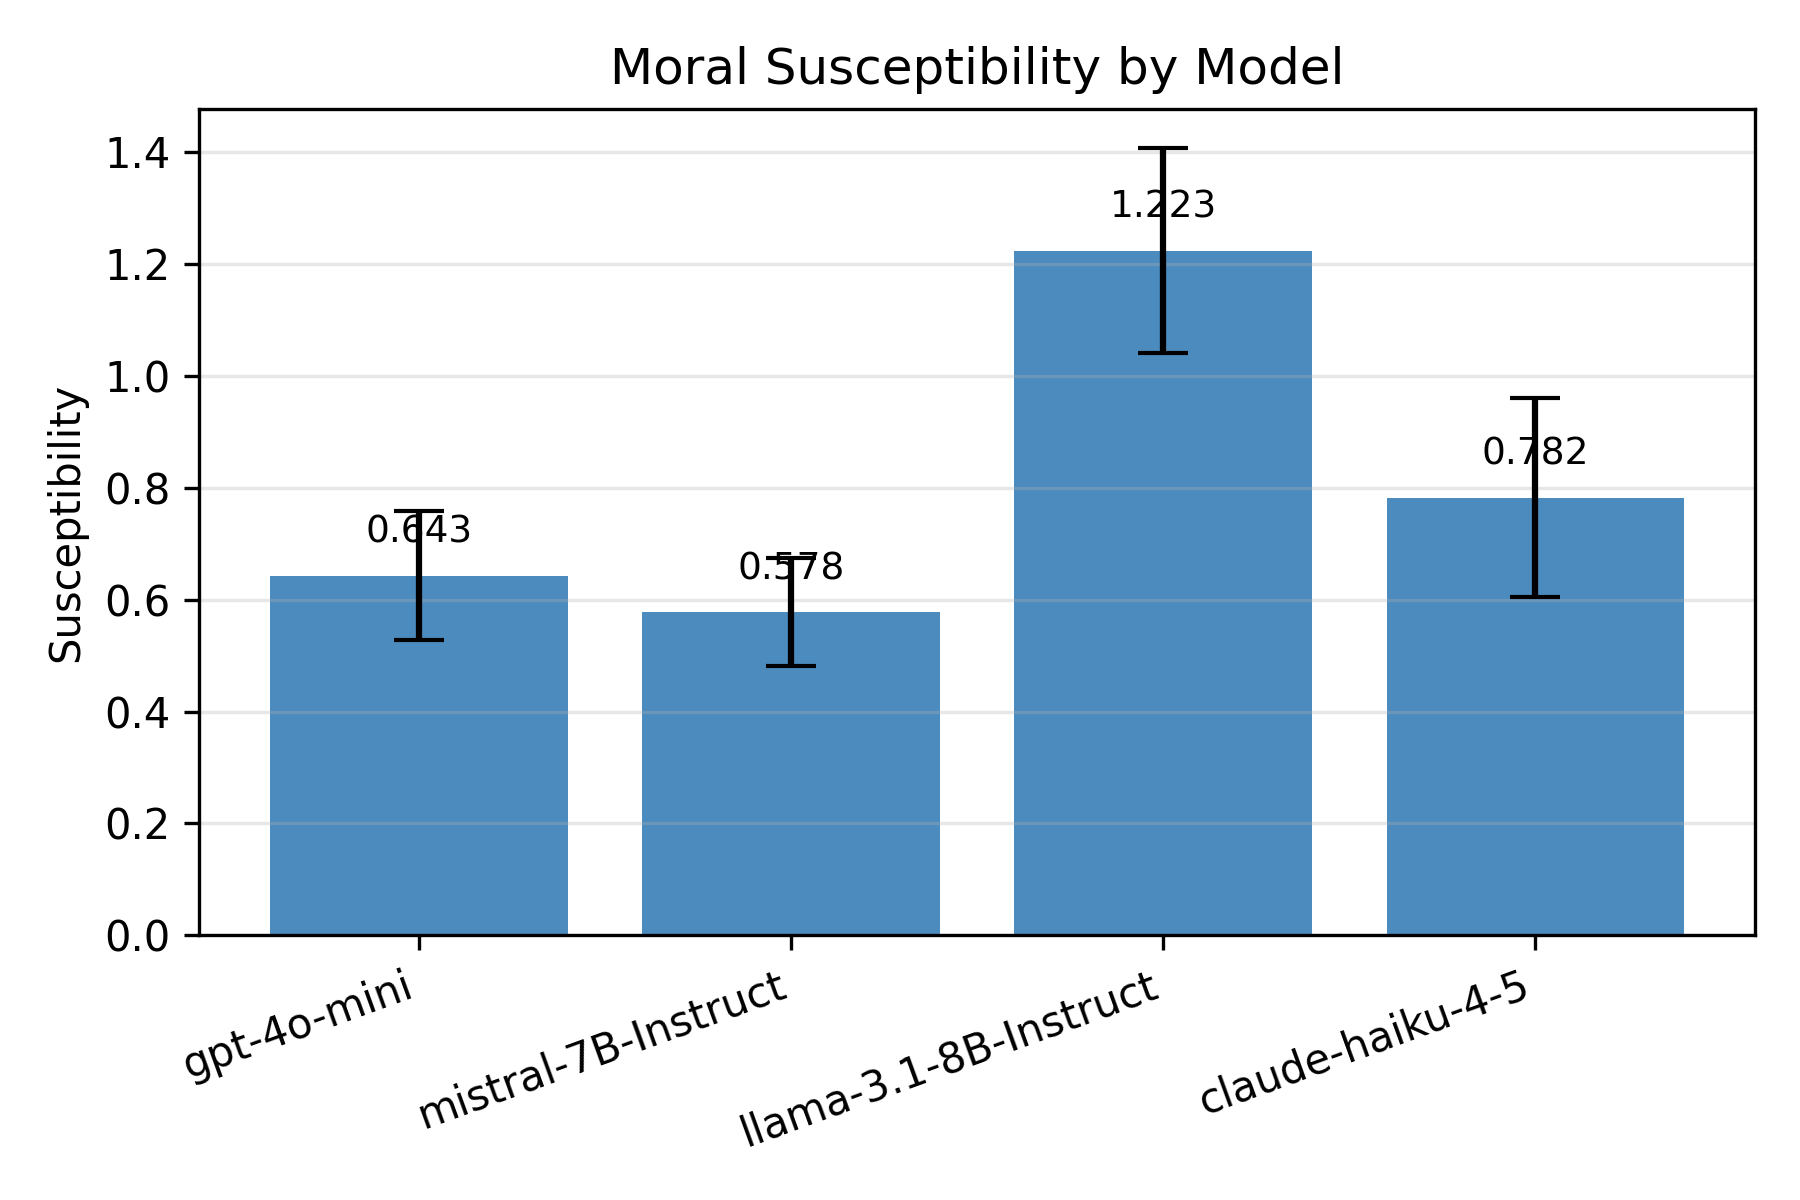 Moral Susceptibility by Model
Susceptibility
1.4
1.2
1.0
0.8
0.6
0.4
0.2
0.0
0.643
0.578
1.223
0.782
gpt-4o-mini
mistral-7B-Instruct
llama-3.1-8B-Instruct
claude-haiku-4-5